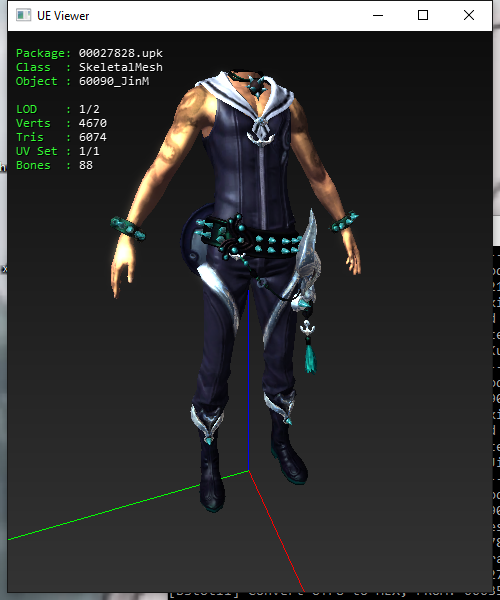 UE Viewer
Package: 00027828.upk
Class : SkeletalMesh
Object : 60090_JinM
LOD : 1/2
Verts : 4670
Tris : 6074
UV Set : 1/1
Bones : 88